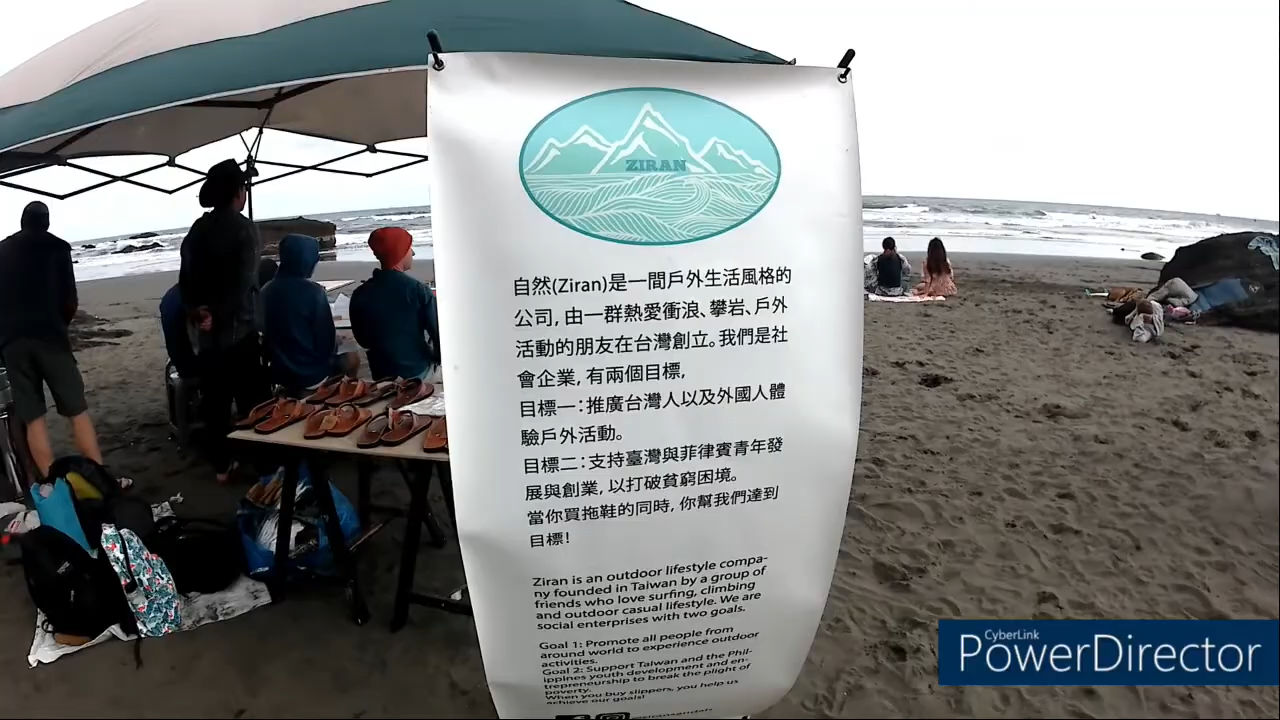 ZIRAN
自然(Ziran)是一間戶外生活風格的
公司, 由一群熱愛衝浪、攀岩、戶外
活動的朋友在台灣創立。我們是社
會企業, 有兩個目標,
目標一：推廣台灣人以及外國人體
驗戶外活動。
目標二：支持臺灣與菲律賓青年發
展與創業, 以打破貧窮困境。
當你買拖鞋的同時, 你幫我們達到
目標!
Ziran is an outdoor lifestyle compa-
ny founded in Taiwan by a group of
friends who love surfing, climbing
and outdoor casual lifestyle. We are
social enterprises with two goals.
Goal 1: Promote all people from
around world to experience outdoor
activities.
Goal 2: Support Taiwan and the Phil-
ippines youth development and en-
trepreneurship to break the plight of
poverty.
When you buy slippers, you help us
achieve our goals!
CyberLink
PowerDirector